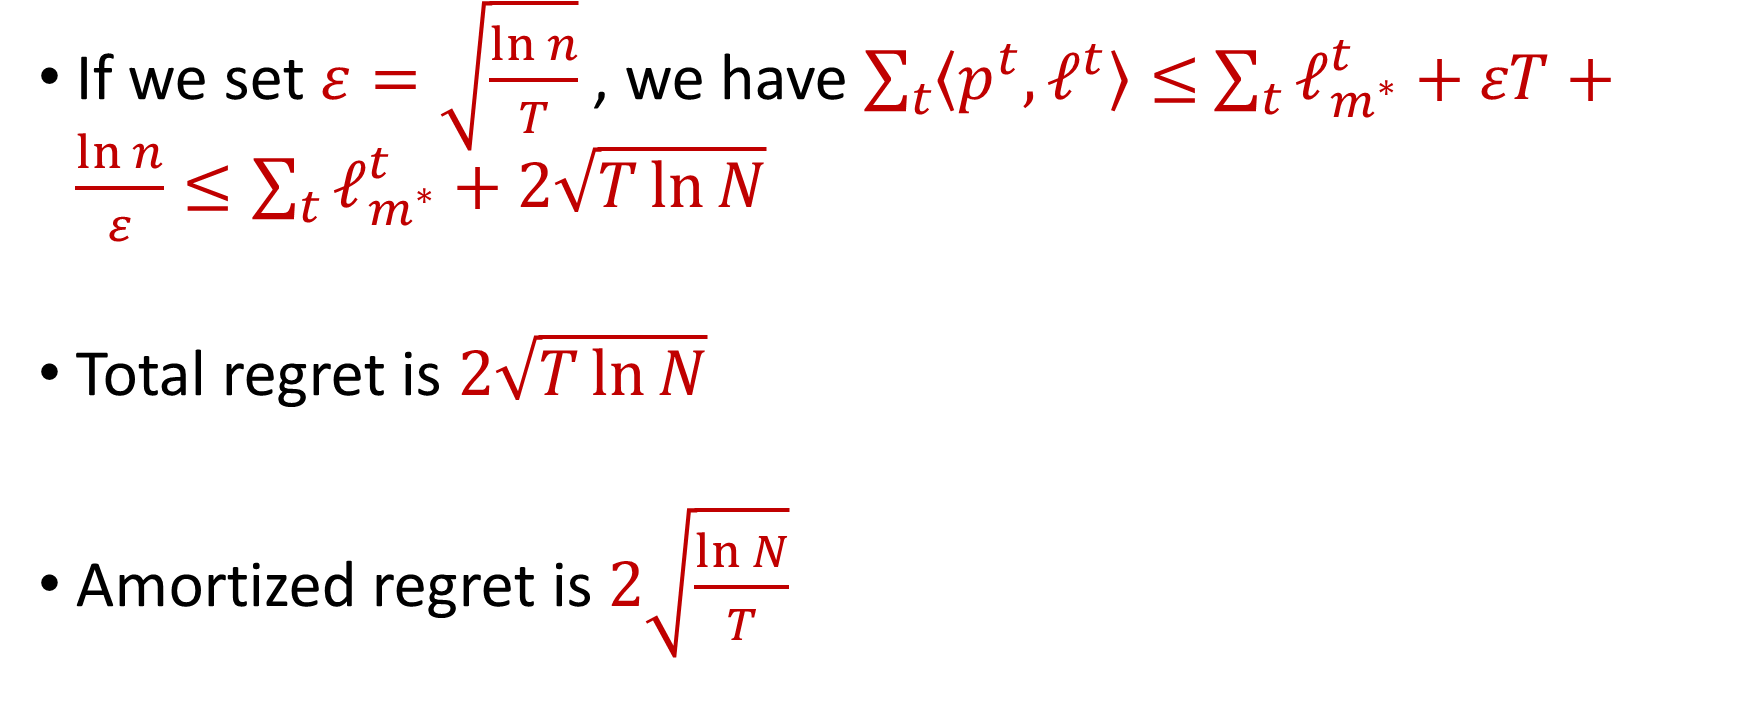 • If we set ε = √(ln n / T) , we have ∑ₜ⟨pᵗ, ℓᵗ⟩ ≤ ∑ₜ ℓᵗₘ* + εT +
ln n / ε ≤ ∑ₜ ℓᵗₘ* + 2√(T ln N)
• Total regret is 2√(T ln N)
• Amortized regret is 2√(ln N / T)